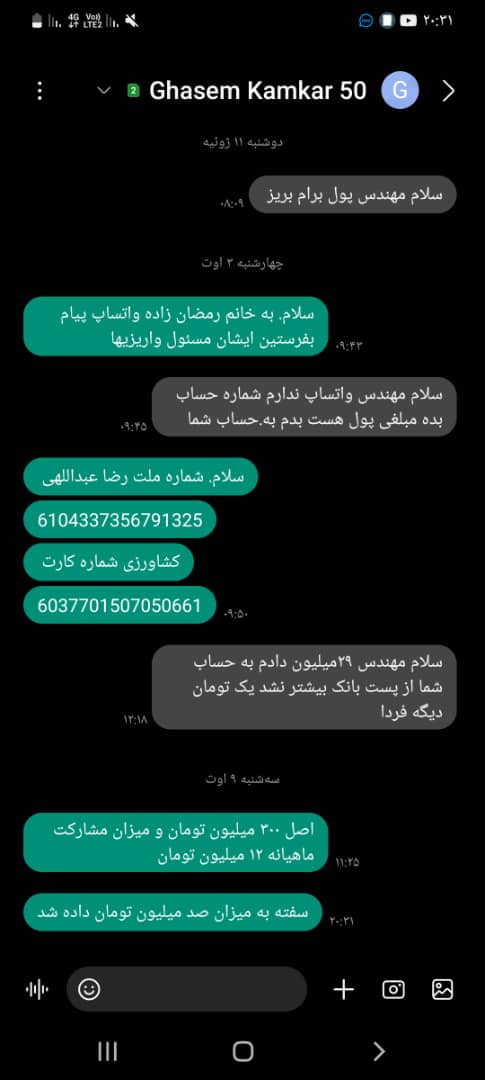 ۲۰:۳۱
4G
Vo))
LTE2
Ghasem Kamkar 50
2
G
دوشنبه ۱۱ ژوئیه
سلام مهندس پول برام بریز
۰۸:۰۹
چهارشنبه ۳ اوت
سلام. به خانم رمضان زاده واتساپ پیام
بفرستین ایشان مسئول واریزیها
۰۹:۴۳
سلام مهندس واتساپ ندارم شماره حساب
بده مبلغی پول هست بدم به.حساب شما
۰۹:۴۵
سلام. شماره ملت رضا عبداللهی
6104337356791325
کشاورزی شماره کارت
6037701507050661
۰۹:۵۰
سلام مهندس ۲۹میلیون دادم به حساب
شما از پست بانک بیشتر نشد یک تومان
دیگه فردا
۱۲:۱۸
سه‌شنبه ۹ اوت
اصل ۳۰۰ میلیون تومان و میزان مشارکت
ماهیانه ۱۲ میلیون تومان
۱۱:۲۵
سفته به میزان صد میلیون تومان داده شد
۲۰:۳۱